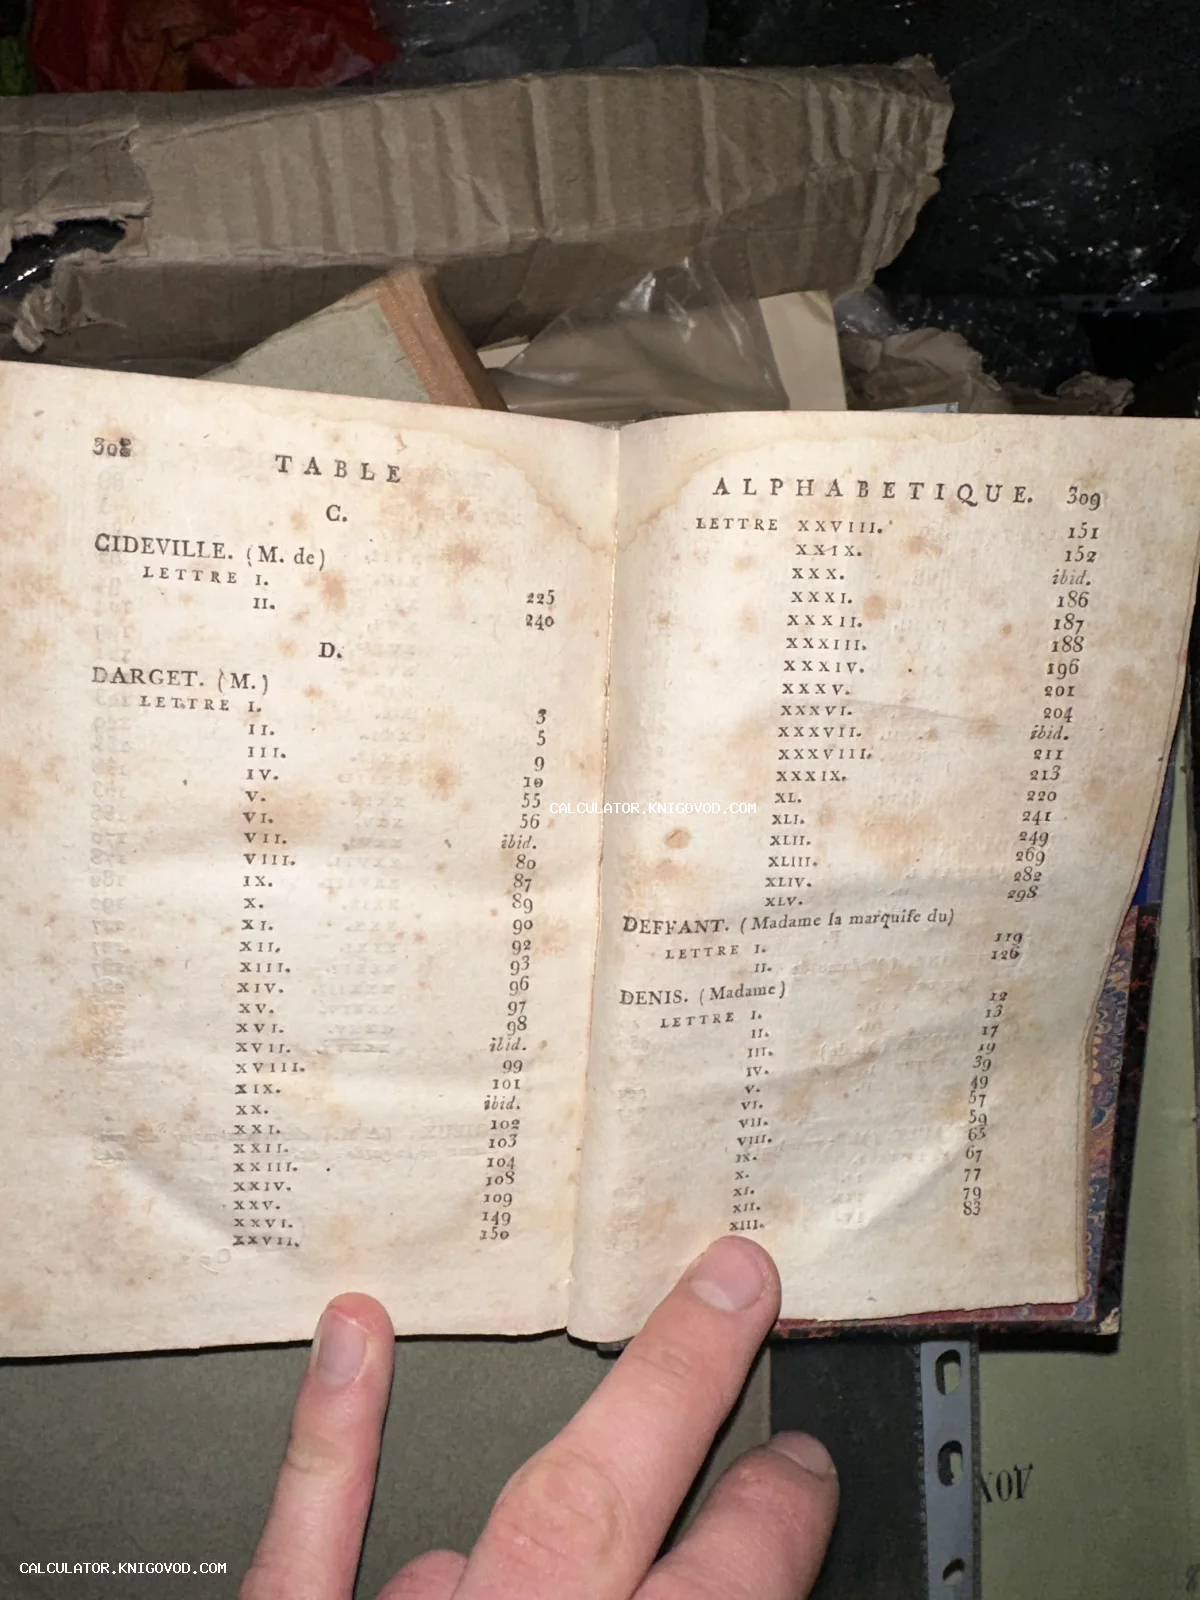 308
TABLE
C.
CIDEVILLE. (M. de)
LETTRE I. 225
II. 240
D.
DARGET. (M.)
LETTRE I. 3
II. 5
III. 9
IV. 10
V. 55
VI. 56
VII. ibid.
VIII. 80
IX. 87
X. 89
XI. 90
XII. 92
XIII. 93
XIV. 96
XV. 97
XVI. 98
XVII. ibid.
XVIII. 99
XIX. 101
XX. ibid.
XXI. 102
XXII. 103
XXIII. 104
XXIV. 108
XXV. 109
XXVI. 149
XXVII. 150
ALPHABETIQUE. 309
LETTRE XXVIII. 151
XXIX. 152
XXX. ibid.
XXXI. 186
XXXII. 187
XXXIII. 188
XXXIV. 196
XXXV. 201
XXXVI. 204
XXXVII. ibid.
XXXVIII. 211
XXXIX. 213
XL. 220
XLI. 241
XLII. 249
XLIII. 269
XLIV. 282
XLV. 298
DEFFANT. (Madame la marquise du)
LETTRE I. 119
II. 126
DENIS. (Madame)
LETTRE I. 12
II. 13
III. 17
IV. 19
V. 39
VI. 49
VII. 57
VIII. 59
IX. 65
X. 67
XI. 77
XII. 79
XIII. 83
CALCULATOR.KNIGOVOD.COM
ДОХ
CALCULATOR.KNIGOVOD.COM